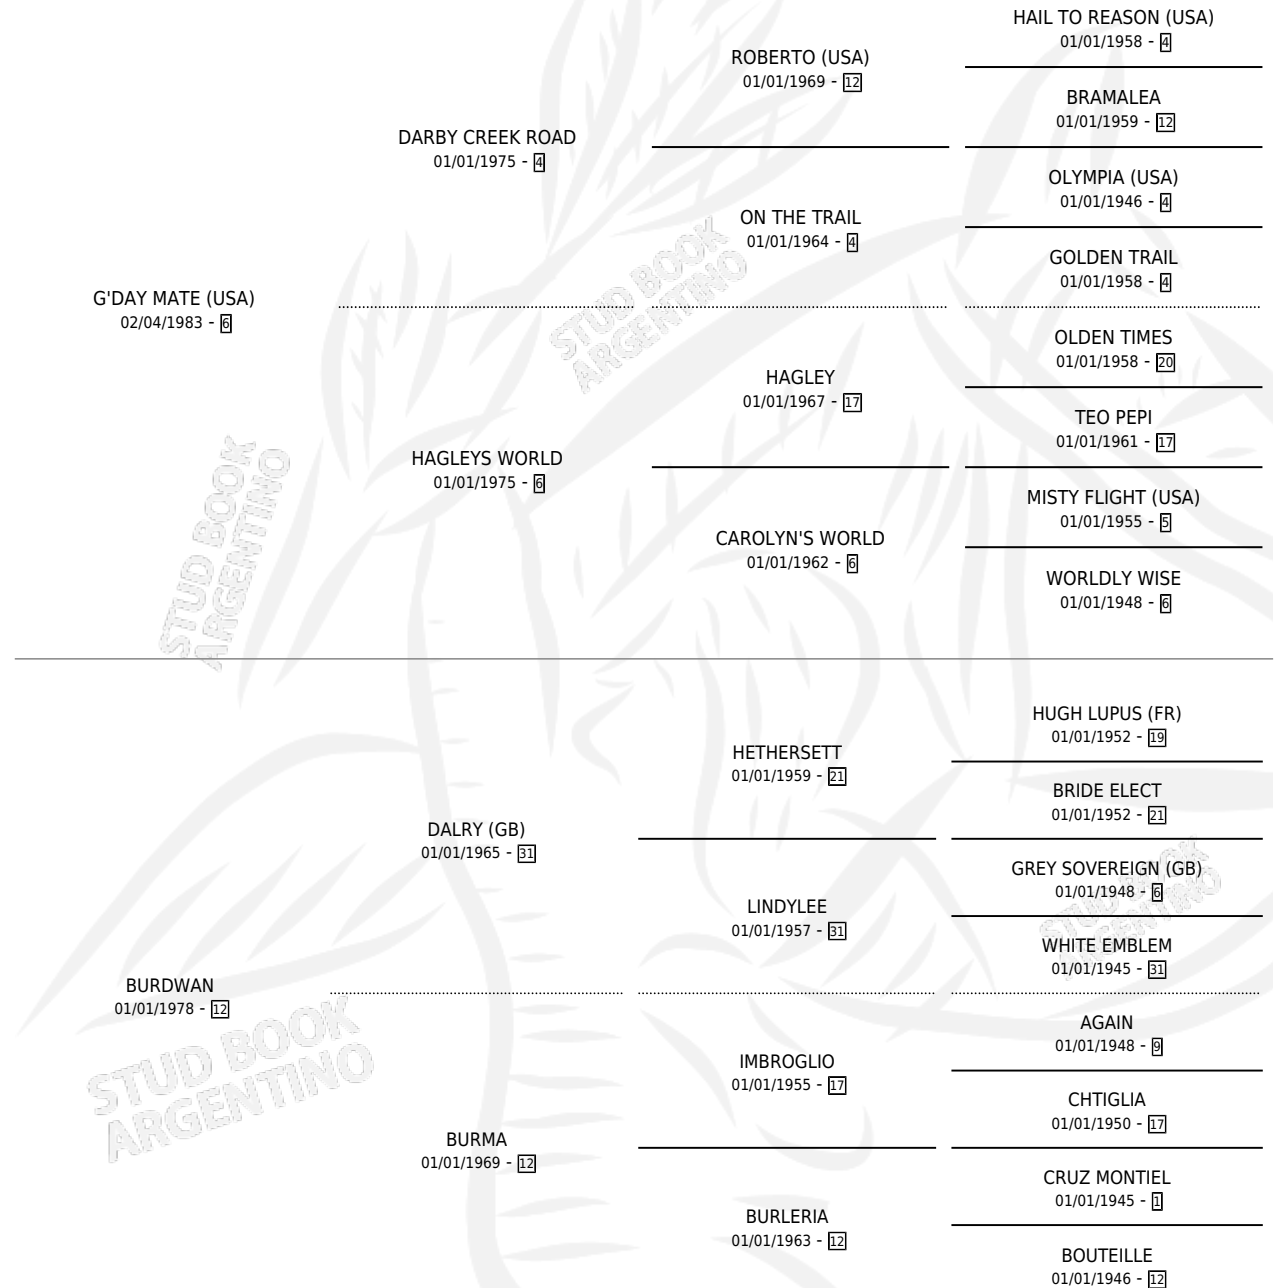 HAIL TO REASON (USA)
01/01/1958 - 4
ROBERTO (USA)
01/01/1969 - 12
BRAMALEA
01/01/1959 - 12
DARBY CREEK ROAD
01/01/1975 - 4
OLYMPIA (USA)
01/01/1946 - 4
ON THE TRAIL
01/01/1964 - 4
GOLDEN TRAIL
01/01/1958 - 4
G'DAY MATE (USA)
02/04/1983 - 6
OLDEN TIMES
01/01/1958 - 20
HAGLEY
01/01/1967 - 17
TEO PEPI
01/01/1961 - 17
HAGLEYS WORLD
01/01/1975 - 6
MISTY FLIGHT (USA)
01/01/1955 - 5
CAROLYN'S WORLD
01/01/1962 - 6
WORLDLY WISE
01/01/1948 - 6
HUGH LUPUS (FR)
01/01/1952 - 19
HETHERSETT
01/01/1959 - 21
BRIDE ELECT
01/01/1952 - 21
DALRY (GB)
01/01/1965 - 31
GREY SOVEREIGN (GB)
01/01/1948 - 6
LINDYLEE
01/01/1957 - 31
WHITE EMBLEM
01/01/1945 - 31
BURDWAN
01/01/1978 - 12
AGAIN
01/01/1948 - 9
IMBROGLIO
01/01/1955 - 17
CHTIGLIA
01/01/1950 - 17
BURMA
01/01/1969 - 12
CRUZ MONTIEL
01/01/1945 - 1
BURLERIA
01/01/1963 - 12
BOUTEILLE
01/01/1946 - 12
STUD BOOK
ARGENTINO
STUD BOOK
ARGENTINO
STUD BOOK
ARGENTINO
STUD BOOK
ARGENTINO